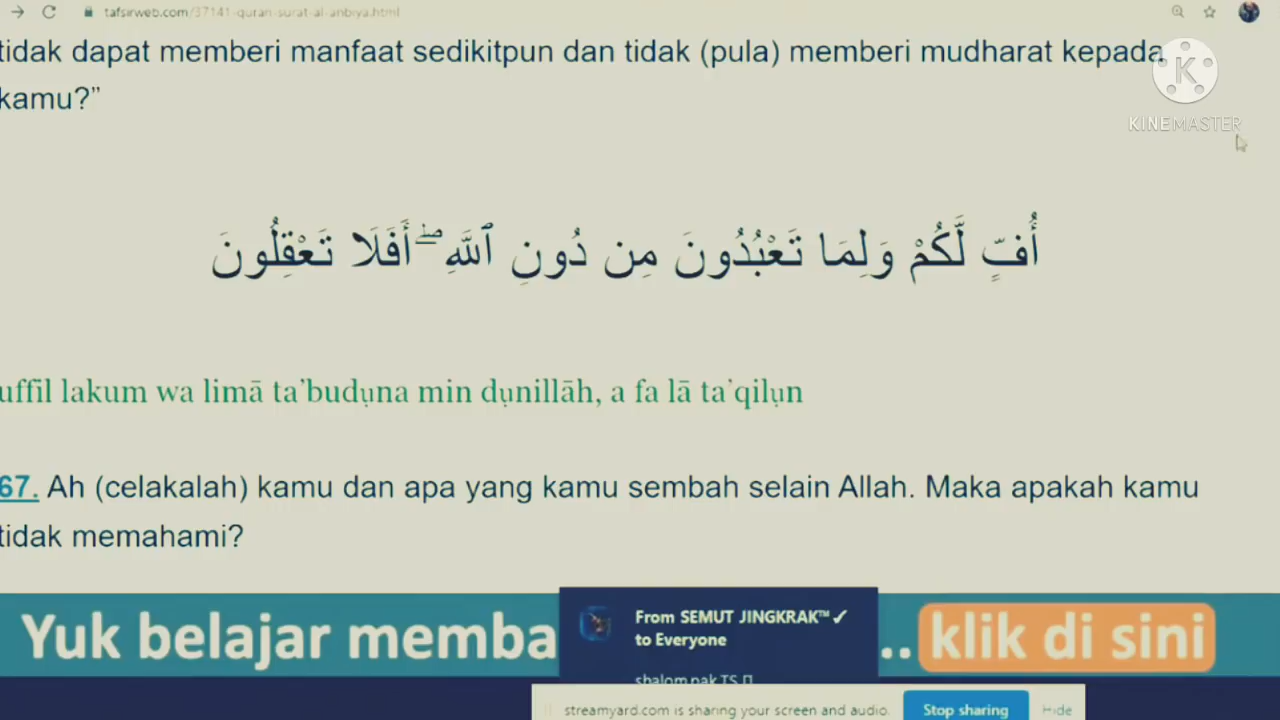 tafsirweb.com/37141-quran-surat-al-anbiya.html
tidak dapat memberi manfaat sedikitpun dan tidak (pula) memberi mudharat kepada
kamu?”
KINEMASTER
أُفٍّ لَّكُمْ وَلِمَا تَعْبُدُونَ مِن دُونِ ٱللَّهِ ۖ أَفَلَا تَعْقِلُونَ
uffil lakum wa limā ta’budụna min dụnillāh, a fa lā ta’qilụn
67. Ah (celakalah) kamu dan apa yang kamu sembah selain Allah. Maka apakah kamu
tidak memahami?
Yuk belajar memba
.. klik di sini
From SEMUT JINGKRAK™ ✓
to Everyone
shalom pak TS
streamyard.com is sharing your screen and audio.
Stop sharing
Hide